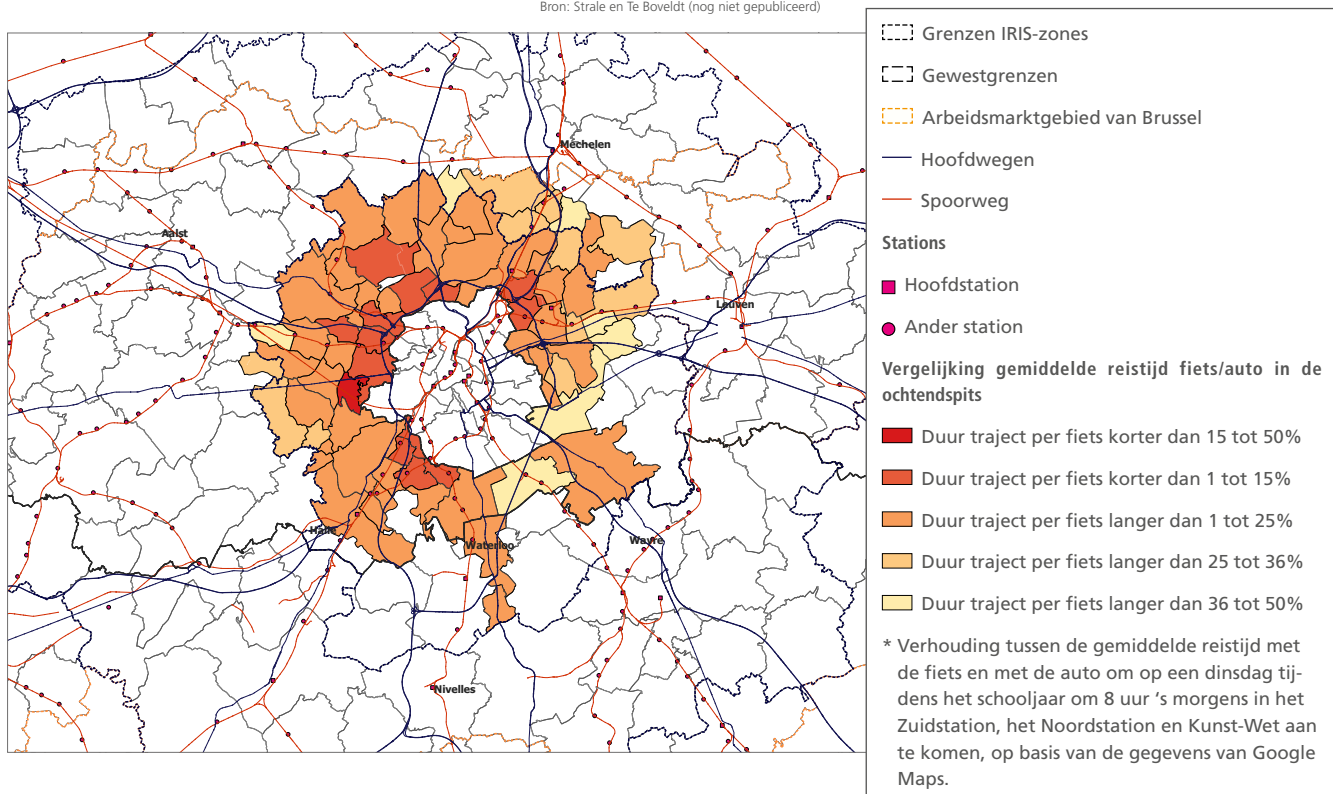 Bron: Strale en Te Boveldt (nog niet gepubliceerd)
Mechelen
Aalst
Leuven
Halle
Waterloo
Wavre
Nivelles
Grenzen IRIS-zones
Gewestgrenzen
Arbeidsmarktgebied van Brussel
Hoofdwegen
Spoorweg
Stations
Hoofdstation
Ander station
Vergelijking gemiddelde reistijd fiets/auto in de
ochtendspits
Duur traject per fiets korter dan 15 tot 50%
Duur traject per fiets korter dan 1 tot 15%
Duur traject per fiets langer dan 1 tot 25%
Duur traject per fiets langer dan 25 tot 36%
Duur traject per fiets langer dan 36 tot 50%
* Verhouding tussen de gemiddelde reistijd met
de fiets en met de auto om op een dinsdag tij-
dens het schooljaar om 8 uur 's morgens in het
Zuidstation, het Noordstation en Kunst-Wet aan
te komen, op basis van de gegevens van Google
Maps.